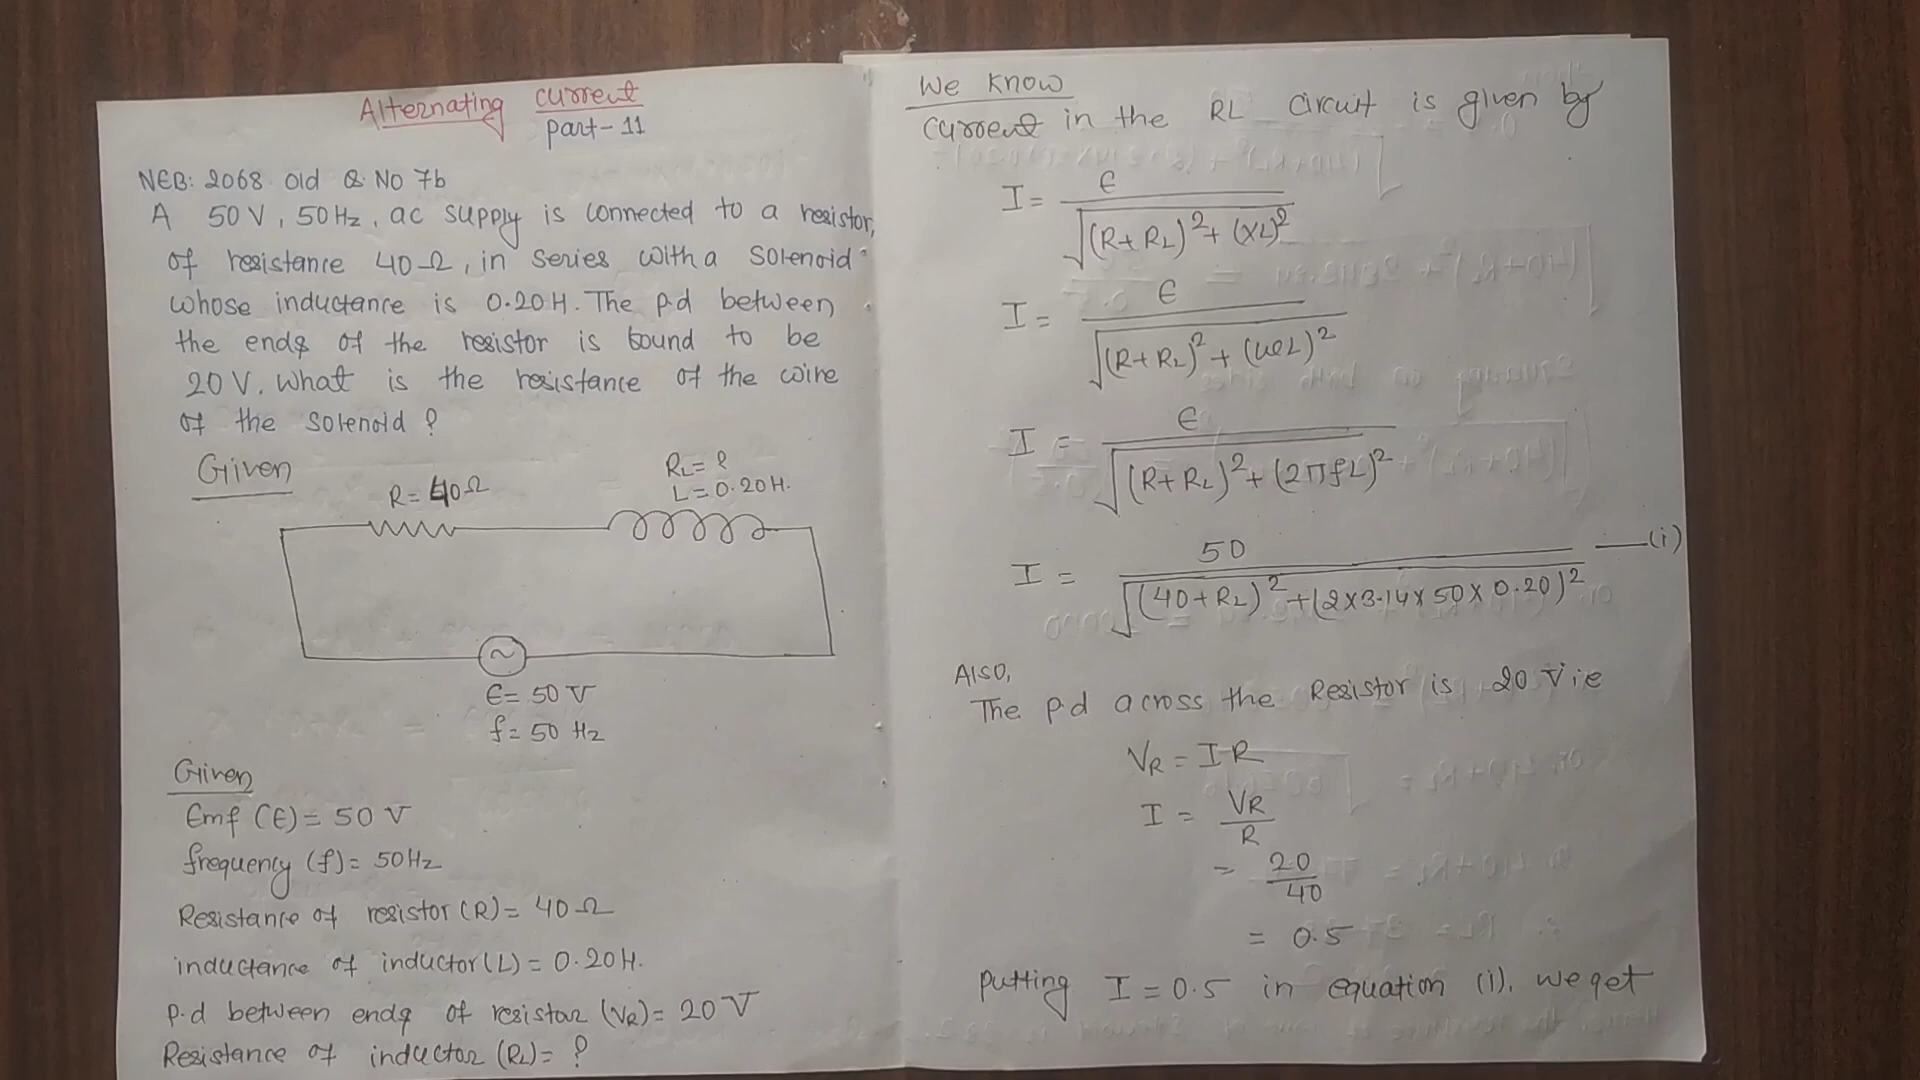 Alternating current
part-11
NEB: 2068 old Q. No 7b
A 50 V, 50 Hz, ac supply is connected to a resistor,
of resistance 40 Ω, in series with a solenoid
whose inductance is 0.20 H. The p.d between
the ends of the resistor is found to be
20 V. What is the resistance of the wire
of the solenoid ?
Given
R = 40Ω
RL = ?
L = 0.20 H.
~
E = 50 V
f = 50 Hz
Given
Emf (E) = 50 V
frequency (f) = 50 Hz
Resistance of resistor (R) = 40 Ω
inductance of inductor (L) = 0.20 H.
p.d between ends of resistor (VR) = 20 V
Resistance of inductor (RL) = ?
We know
current in the RL circuit is given by
I = E / √((R + RL)² + (XL)²)
I = E / √((R + RL)² + (ωL)²)
I = E / √((R + RL)² + (2πfL)²)
I = 50 / √((40 + RL)² + (2×3.14×50×0.20)²) —(i)
Also,
The p.d across the Resistor is 20 V i.e
VR = IR
I = VR / R
= 20 / 40
= 0.5
putting I = 0.5 in equation (i), we get